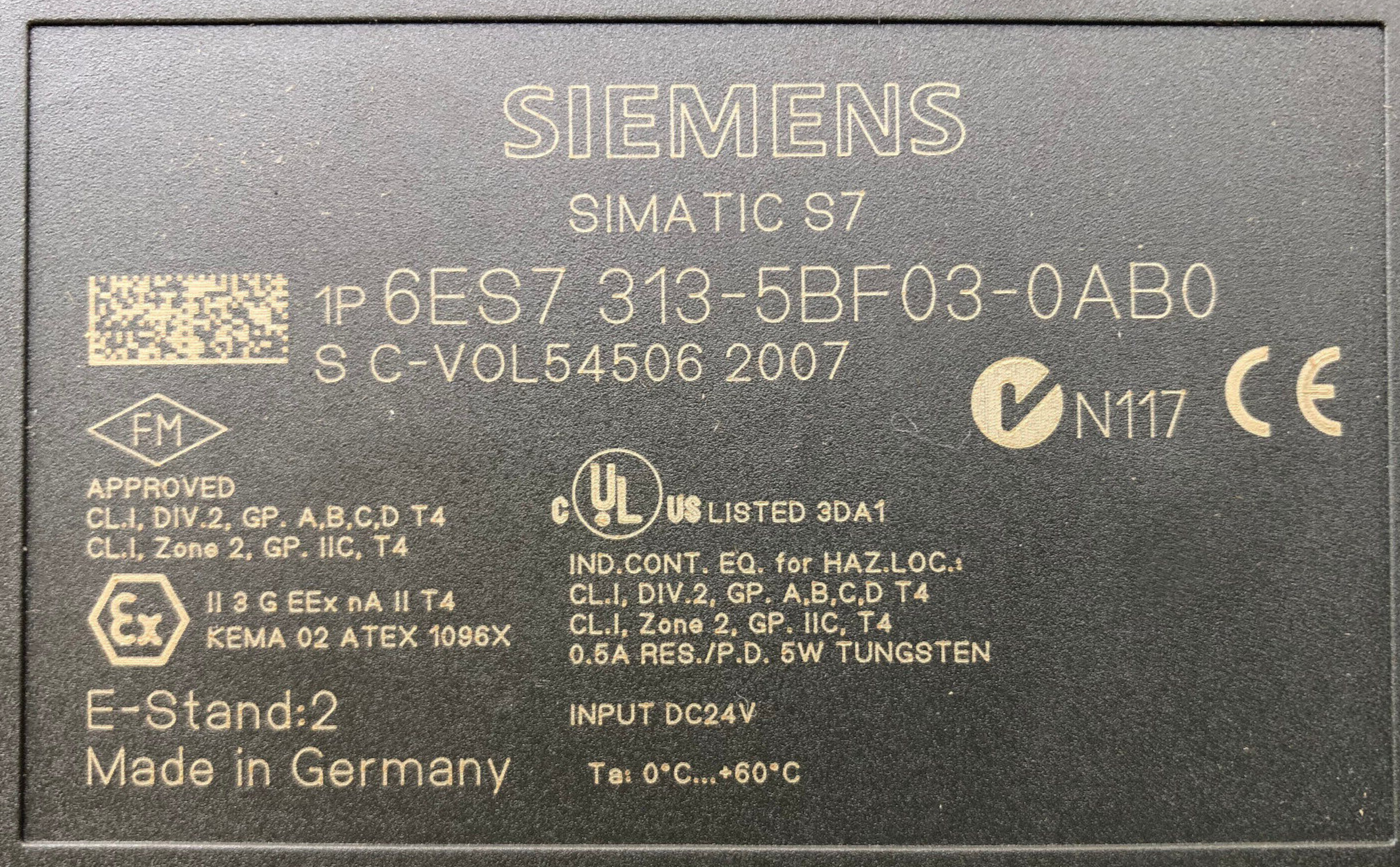 SIEMENS
SIMATIC S7
1P 6ES7 313-5BF03-0AB0
S C-VOL54506 2007
N117 CE
FM
APPROVED
CL.I, DIV.2, GP. A,B,C,D T4
CL.I, Zone 2, GP. IIC, T4
Ex
II 3 G EEx nA II T4
KEMA 02 ATEX 1096X
E-Stand:2
Made in Germany
C UL US LISTED 3DA1
IND.CONT. EQ. for HAZ.LOC.:
CL.I, DIV.2, GP. A,B,C,D T4
CL.I, Zone 2, GP. IIC, T4
0.5A RES./P.D. 5W TUNGSTEN
INPUT DC24V
Ta: 0°C...+60°C